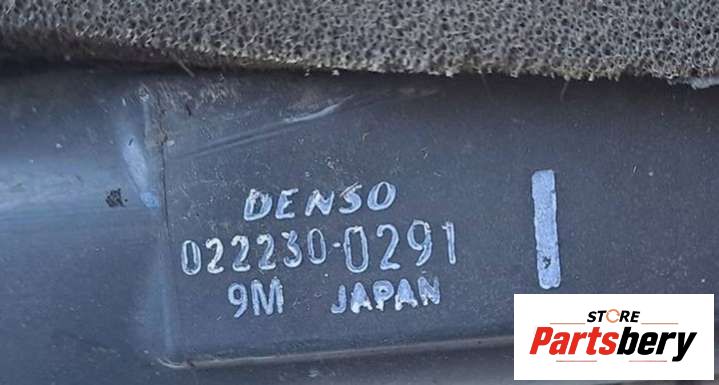 DENSO
022230-0291
9M JAPAN
STORE
Partsbery